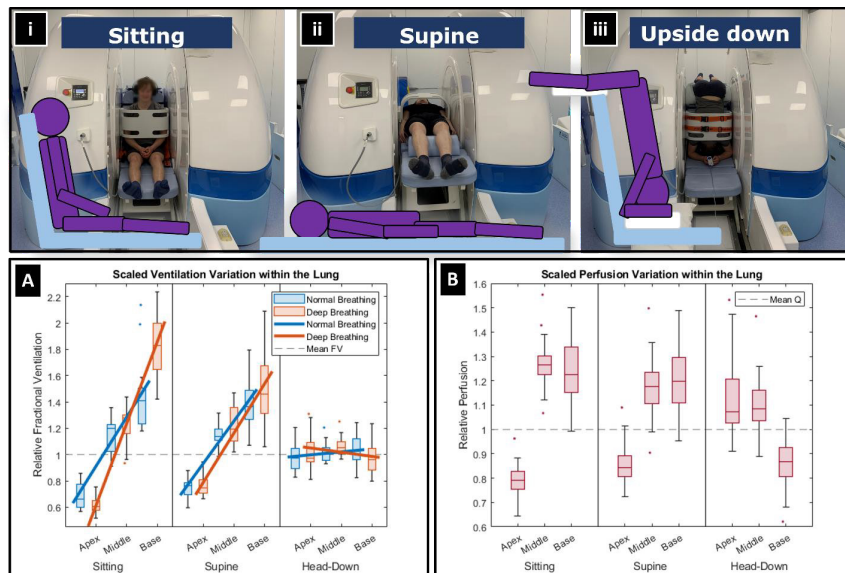 i
Sitting
ii
Supine
iii
Upside down
A
Scaled Ventilation Variation within the Lung
Normal Breathing
Deep Breathing
Normal Breathing
Deep Breathing
Mean FV
Relative Fractional Ventilation
2.2
2.0
1.8
1.6
1.4
1.2
1.0
0.8
0.6
Apex Middle Base Apex Middle Base Apex Middle Base
Sitting Supine Head-Down
B
Scaled Perfusion Variation within the Lung
Mean Q
Relative Perfusion
1.6
1.5
1.4
1.3
1.2
1.1
1
0.9
0.8
0.7
0.6
Apex Middle Base Apex Middle Base Apex Middle Base
Sitting Supine Head-Down